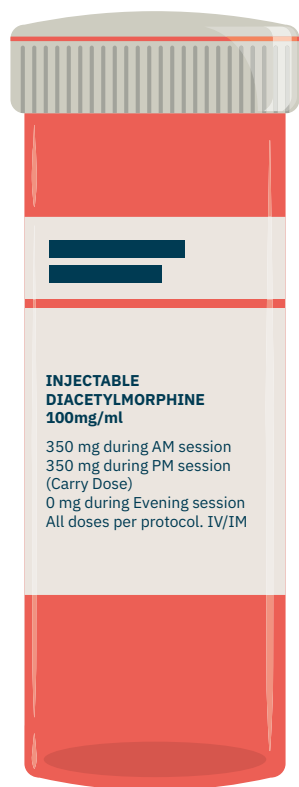 INJECTABLE
DIACETYLMORPHINE
100mg/ml
350 mg during AM session
350 mg during PM session
(Carry Dose)
0 mg during Evening session
All doses per protocol. IV/IM